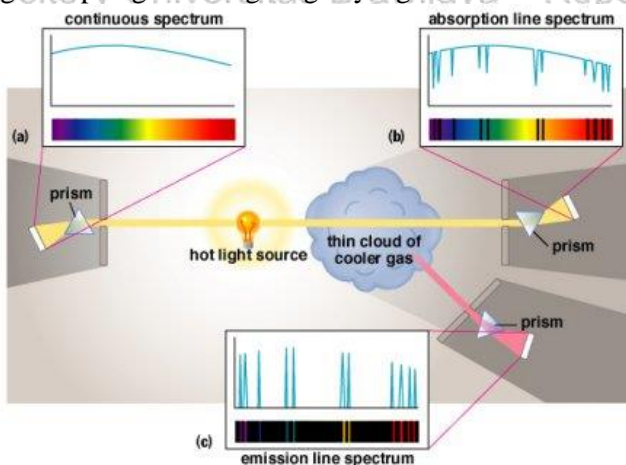 continuous spectrum
absorption line spectrum
(a)
(b)
prism
hot light source
thin cloud of
cooler gas
prism
prism
(c)
emission line spectrum